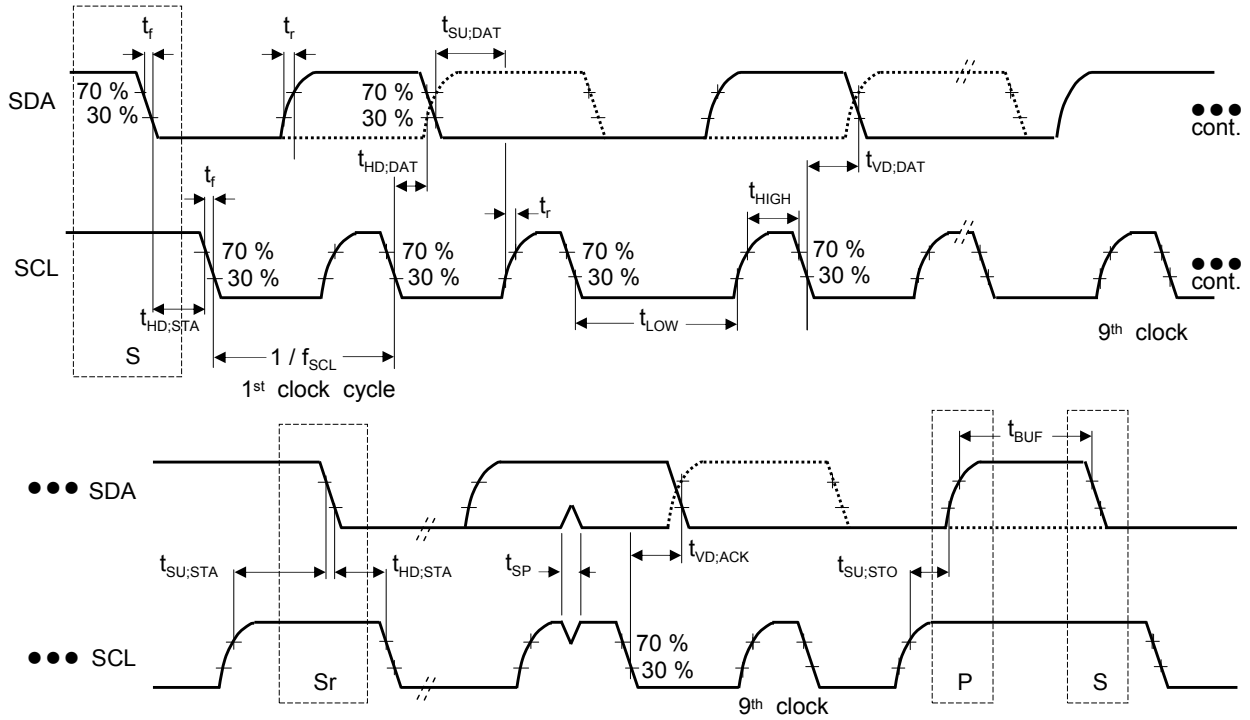 tf
tr
tSU;DAT
70 %
30 %
70 %
30 %
SDA
cont.
tHD;DAT
tVD;DAT
tf
tr
tHIGH
70 %
30 %
70 %
30 %
70 %
30 %
70 %
30 %
SCL
cont.
tHD;STA
tLOW
9th clock
S
1 / fSCL
1st clock cycle
tBUF
SDA
tSU;STA
tHD;STA
tSP
tVD;ACK
tSU;STO
70 %
30 %
SCL
Sr
P
S
9th clock